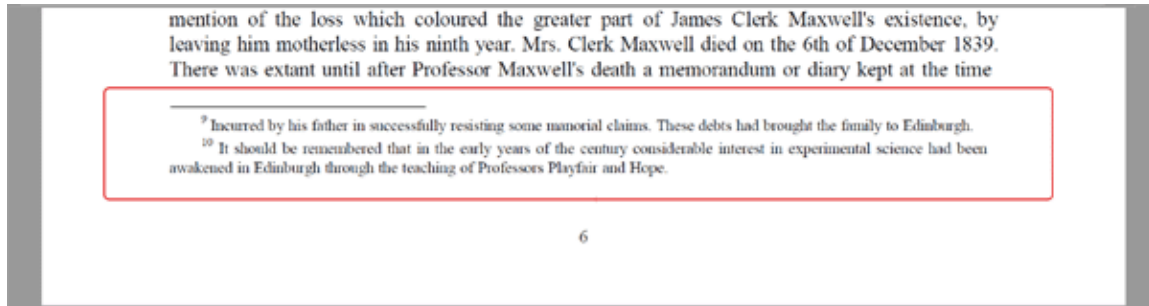 mention of the loss which coloured the greater part of James Clerk Maxwell's existence, by
leaving him motherless in his ninth year. Mrs. Clerk Maxwell died on the 6th of December 1839.
There was extant until after Professor Maxwell's death a memorandum or diary kept at the time
9 Incurred by his father in successfully resisting some manorial claims. These debts had brought the family to Edinburgh.
10 It should be remembered that in the early years of the century considerable interest in experimental science had been
awakened in Edinburgh through the teaching of Professors Playfair and Hope.
6